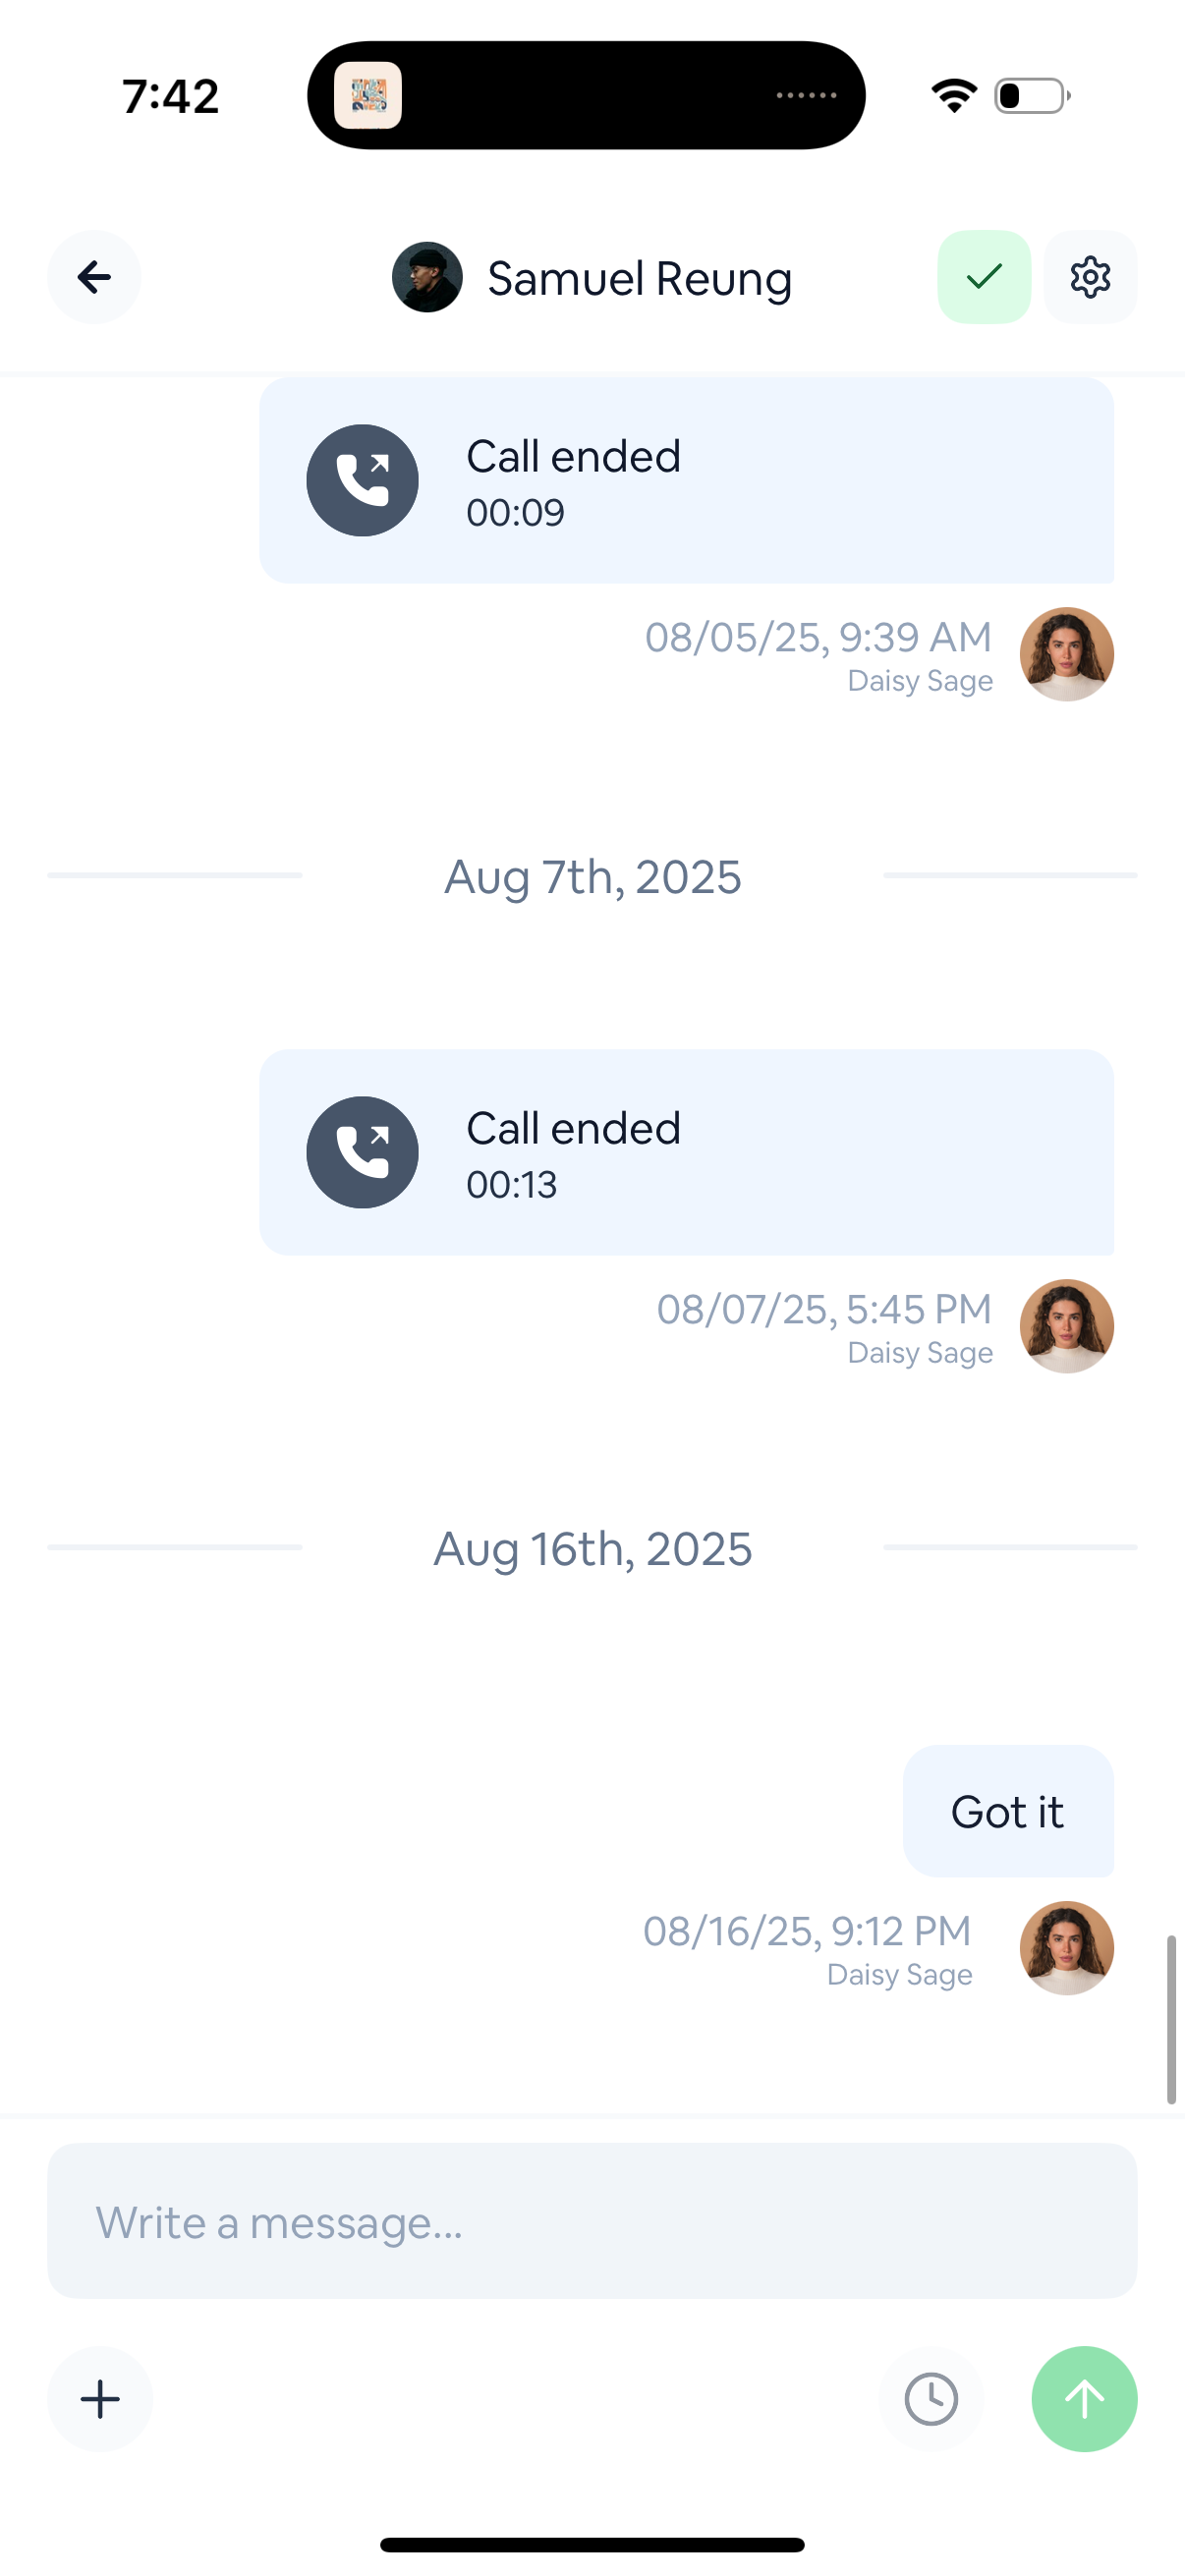 7:42
Samuel Reung
Call ended
00:09
08/05/25, 9:39 AM
Daisy Sage
Aug 7th, 2025
Call ended
00:13
08/07/25, 5:45 PM
Daisy Sage
Aug 16th, 2025
Got it
08/16/25, 9:12 PM
Daisy Sage
Write a message...